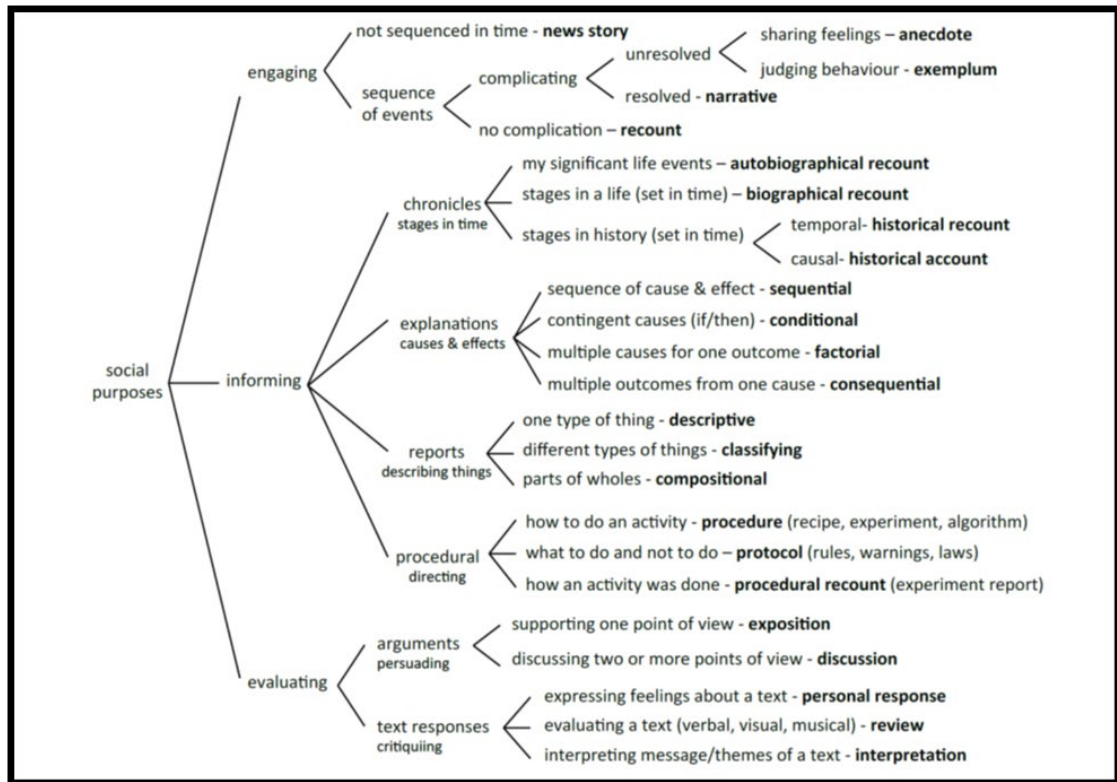 not sequenced in time - news story
engaging
sequence
of events
complicating
unresolved
sharing feelings – anecdote
judging behaviour - exemplum
resolved - narrative
no complication – recount
social
purposes
informing
chronicles
stages in time
my significant life events – autobiographical recount
stages in a life (set in time) – biographical recount
stages in history (set in time)
temporal- historical recount
causal- historical account
explanations
causes & effects
sequence of cause & effect - sequential
contingent causes (if/then) - conditional
multiple causes for one outcome - factorial
multiple outcomes from one cause - consequential
reports
describing things
one type of thing - descriptive
different types of things - classifying
parts of wholes - compositional
procedural
directing
how to do an activity - procedure (recipe, experiment, algorithm)
what to do and not to do – protocol (rules, warnings, laws)
how an activity was done - procedural recount (experiment report)
evaluating
arguments
persuading
supporting one point of view - exposition
discussing two or more points of view - discussion
text responses
critiquiing
expressing feelings about a text - personal response
evaluating a text (verbal, visual, musical) - review
interpreting message/themes of a text - interpretation